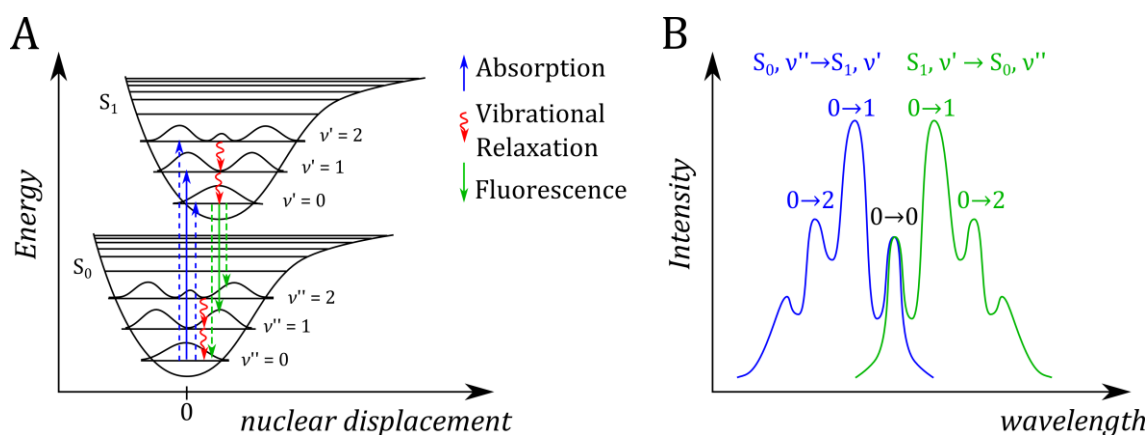 A
Energy
S₁
ν' = 2
ν' = 1
ν' = 0
S₀
ν'' = 2
ν'' = 1
ν'' = 0
0
nuclear displacement
Absorption
Vibrational
Relaxation
Fluorescence
B
Intensity
S₀, ν''→S₁, ν'
S₁, ν' → S₀, ν''
0→1
0→1
0→2
0→0
0→2
wavelength